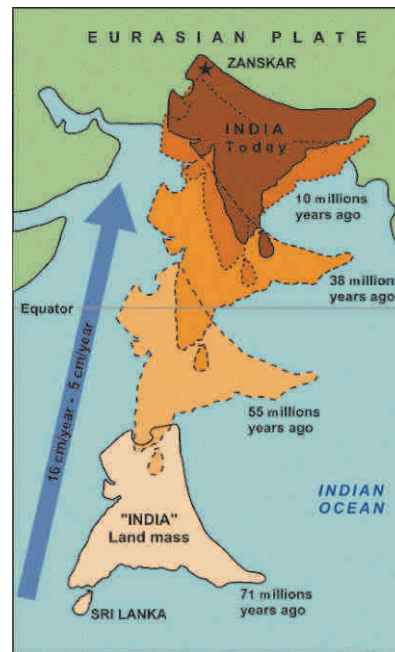 EURASIAN PLATE
ZANSKAR
INDIA
Today
10 millions
years ago
38 millions
years ago
Equator
16 cm/year - 5 cm/year
55 millions
years ago
"INDIA"
Land mass
INDIAN
OCEAN
71 millions
years ago
SRI LANKA